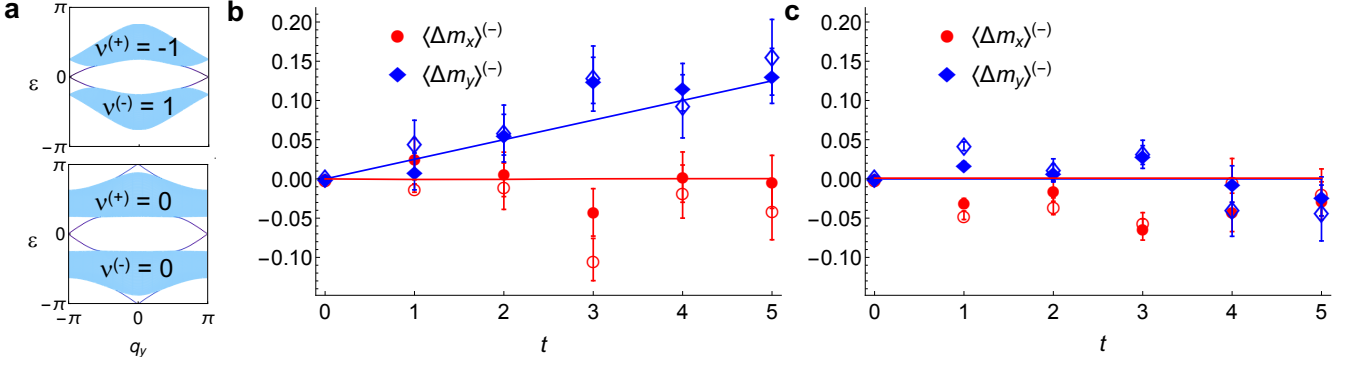 a
π
ν(+) = -1
ε
0
ν(-) = 1
−π
π
ν(+) = 0
ε
0
ν(-) = 0
−π
−π
0
π
qy
b
0.20
0.15
0.10
0.05
0.00
−0.05
−0.10
⟨Δmx⟩(−)
⟨Δmy⟩(−)
0
1
2
3
4
5
t
c
0.20
0.15
0.10
0.05
0.00
−0.05
−0.10
⟨Δmx⟩(−)
⟨Δmy⟩(−)
0
1
2
3
4
5
t